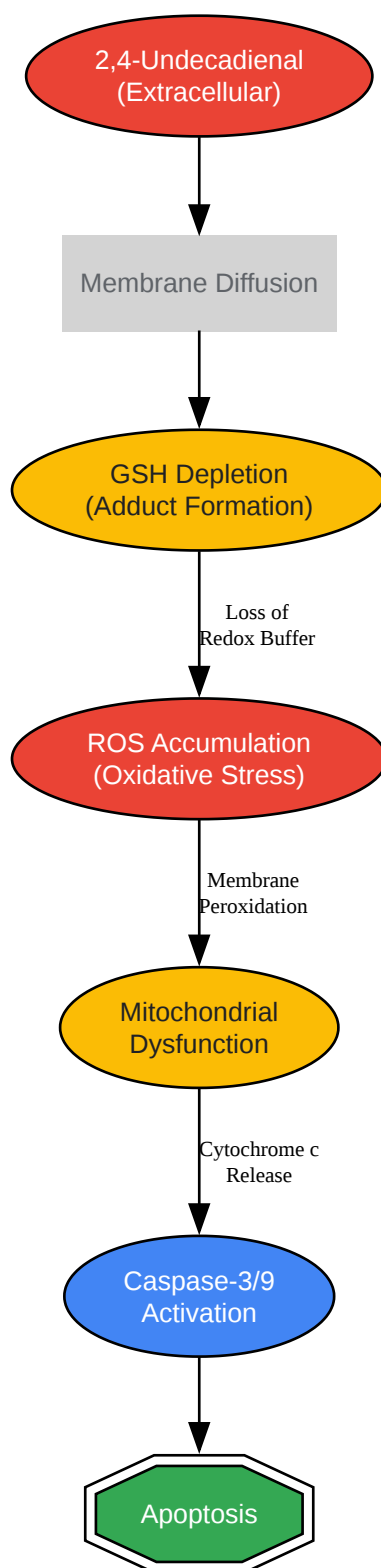 2,4-Undecadienal
(Extracellular)
Membrane Diffusion
GSH Depletion
(Adduct Formation)
Loss of
Redox Buffer
ROS Accumulation
(Oxidative Stress)
Membrane
Peroxidation
Mitochondrial
Dysfunction
Cytochrome c
Release
Caspase-3/9
Activation
Apoptosis